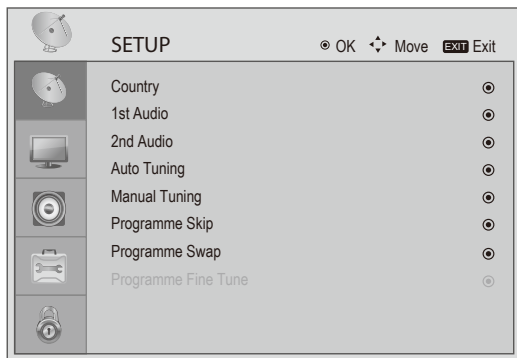 SETUP OK Move EXIT Exit
Country
1st Audio
2nd Audio
Auto Tuning
Manual Tuning
Programme Skip
Programme Swap
Programme Fine Tune